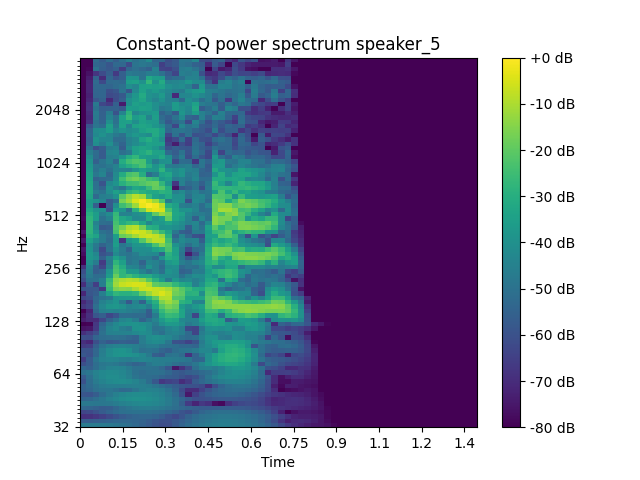 Constant-Q power spectrum speaker_5
Hz
2048
1024
512
256
128
64
32
0 0.15 0.3 0.45 0.6 0.75 0.9 1.1 1.2 1.4
Time
+0 dB
-10 dB
-20 dB
-30 dB
-40 dB
-50 dB
-60 dB
-70 dB
-80 dB